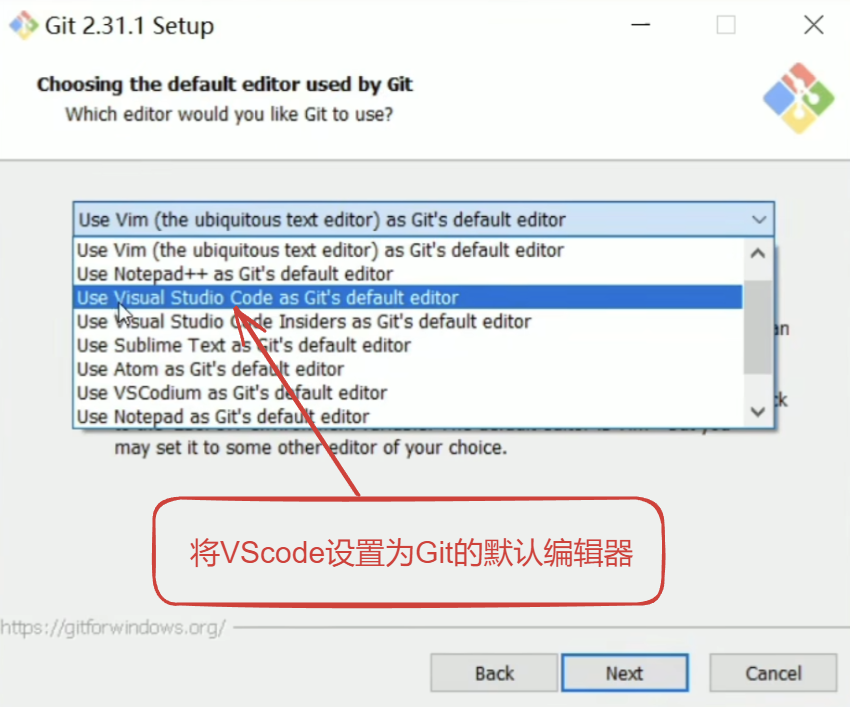 Git 2.31.1 Setup
Choosing the default editor used by Git
Which editor would you like Git to use?
Use Vim (the ubiquitous text editor) as Git's default editor
Use Vim (the ubiquitous text editor) as Git's default editor
Use Notepad++ as Git's default editor
Use Visual Studio Code as Git's default editor
Use Visual Studio Code Insiders as Git's default editor
Use Sublime Text as Git's default editor
Use Atom as Git's default editor
Use VSCodium as Git's default editor
Use Notepad as Git's default editor
may set it to some other editor of your choice.
将VScode设置为Git的默认编辑器
https://gitforwindows.org/
Back
Next
Cancel